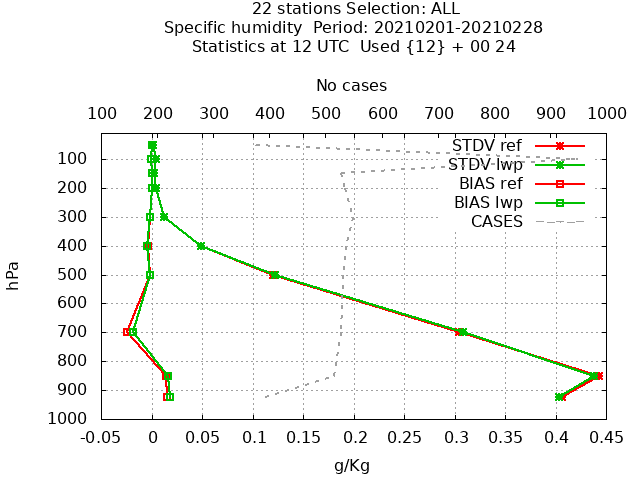 22 stations Selection: ALL
Specific humidity  Period: 20210201-20210228
Statistics at 12 UTC  Used {12} + 00 24
No cases
100 200 300 400 500 600 700 800 900 1000
STDV ref
STDV lwp
BIAS ref
BIAS lwp
CASES
hPa
100
200
300
400
500
600
700
800
900
1000
-0.05 0 0.05 0.1 0.15 0.2 0.25 0.3 0.35 0.4 0.45
g/Kg